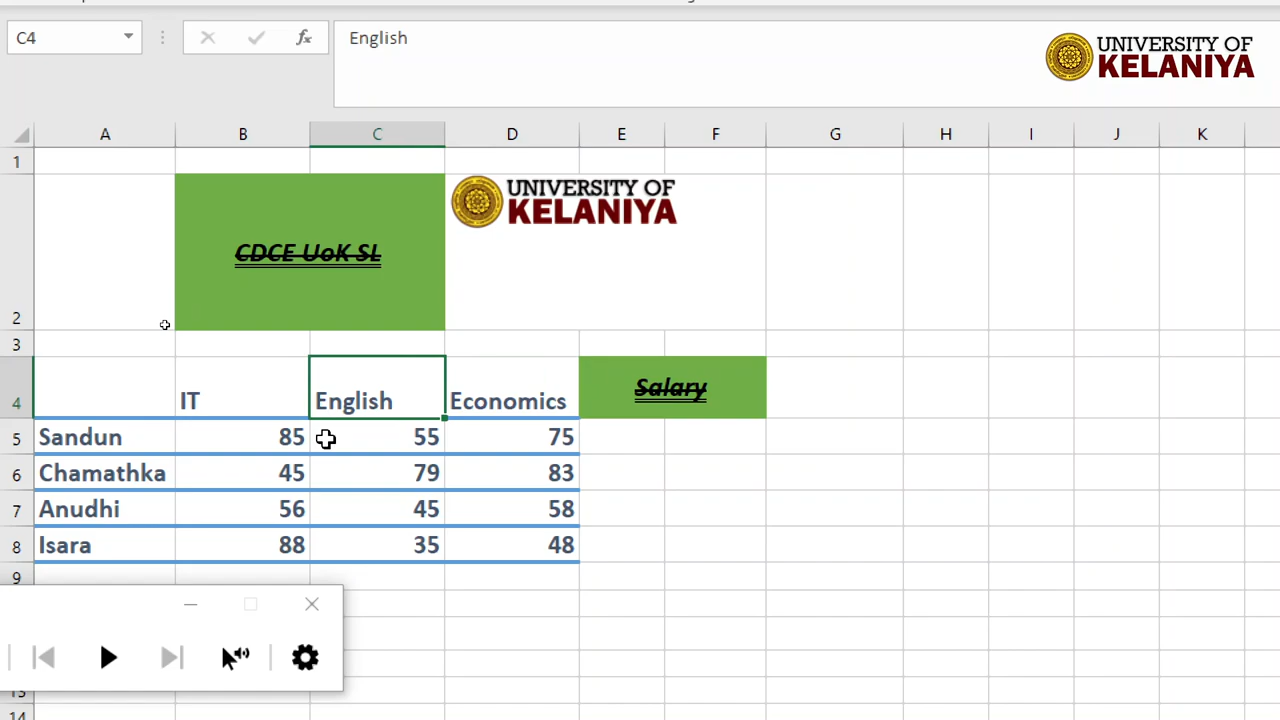 C4
fx
English
UNIVERSITY OF
KELANIYA
A B C D E F G H I J K
1
UNIVERSITY OF
KELANIYA
CDCE UoK SL
2
3
4 IT English Economics Salary
5 Sandun 85 55 75
6 Chamathka 45 79 83
7 Anudhi 56 45 58
8 Isara 88 35 48
9
13
14